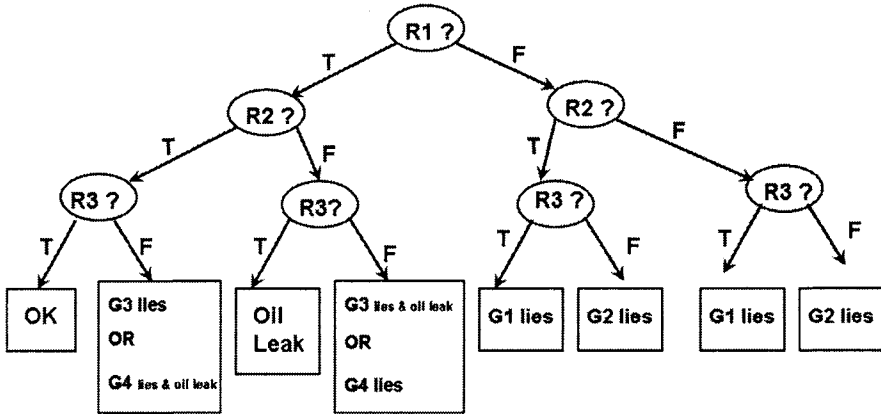 R1 ?
T
F
R2 ?
R2 ?
T
F
T
F
R3 ?
R3?
R3 ?
R3 ?
T
F
T
F
T
F
T
F
OK
G3 lies
OR
G4 lies & oil leak
Oil
Leak
G3 lies & oil leak
OR
G4 lies
G1 lies
G2 lies
G1 lies
G2 lies